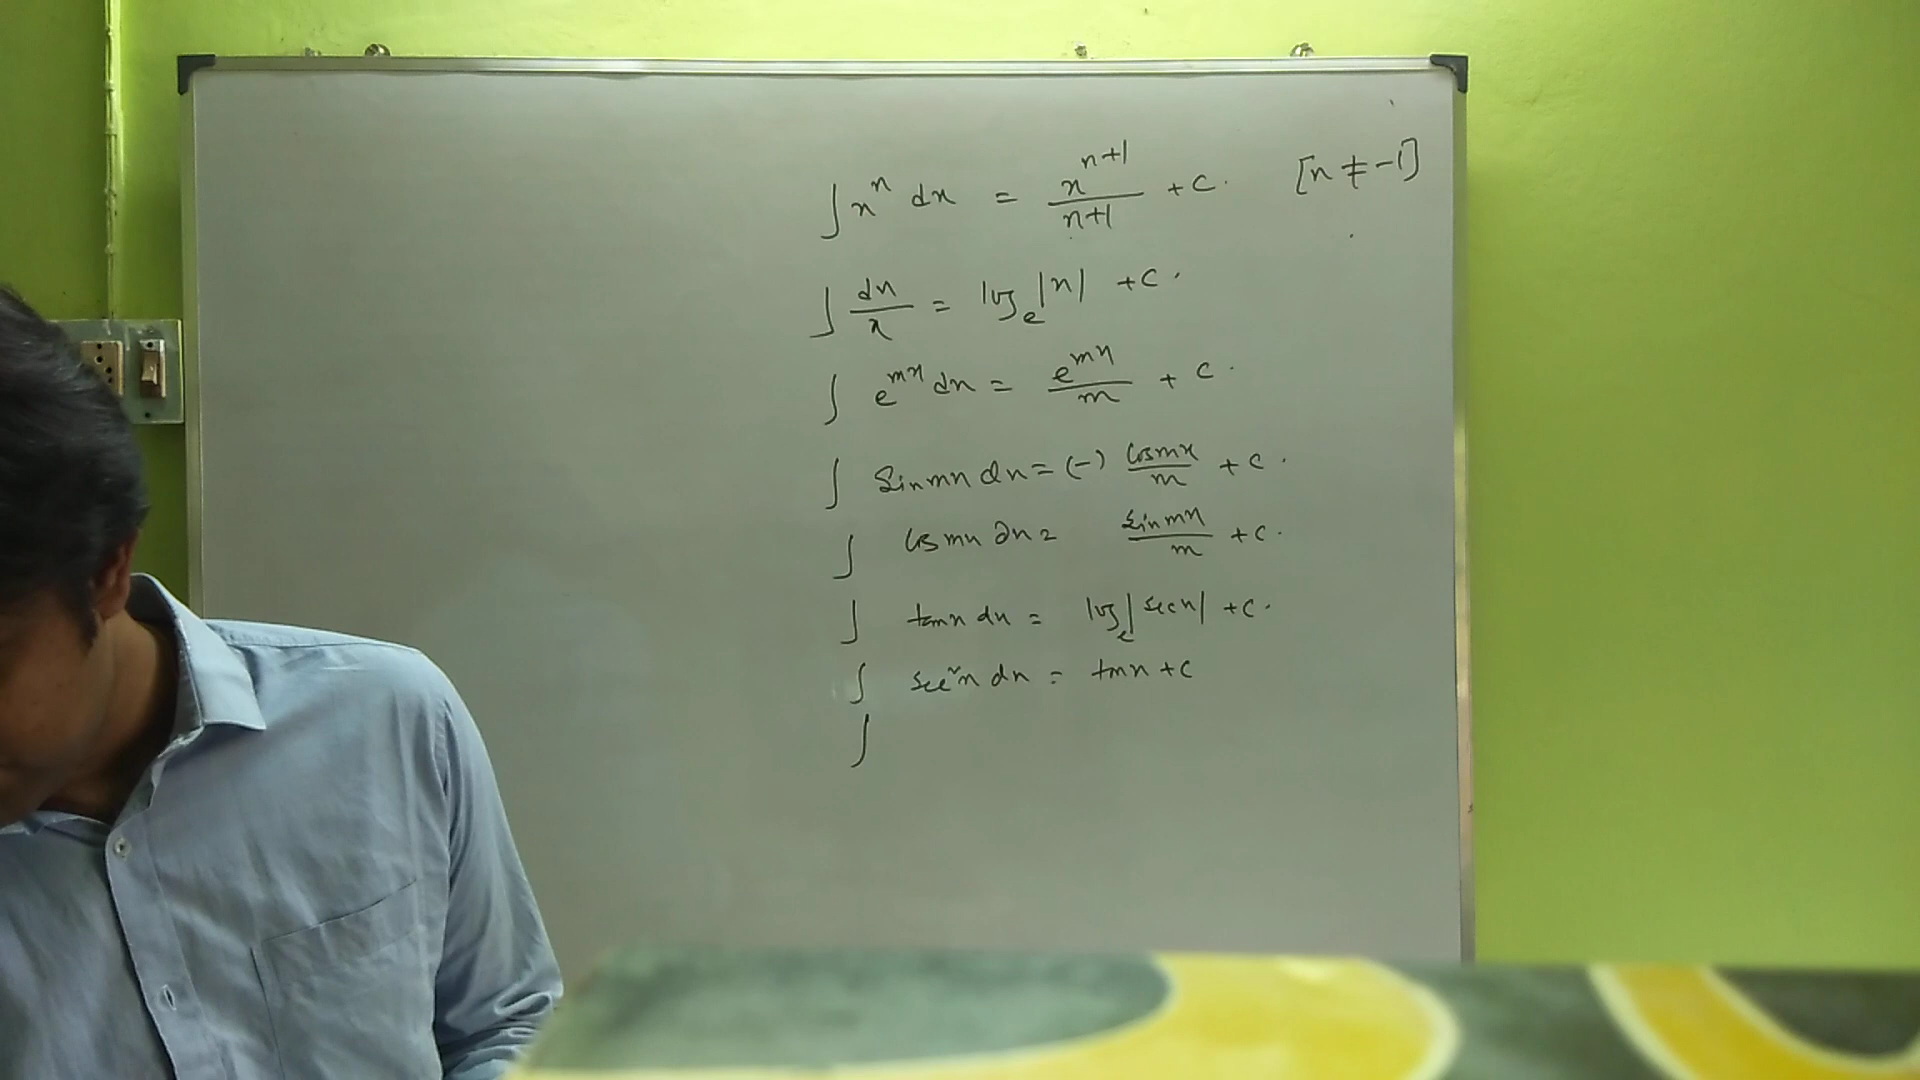 ∫ xⁿ dx = xⁿ⁺¹/(n+1) + c. [n ≠ -1]
∫ dx/x = logₑ|x| + c.
∫ e^(mx) dx = e^(mx)/m + c.
∫ Sin mx dx = (-) cos mx/m + c.
∫ cos mx dx = sin mx/m + c.
∫ tan x dx = logₑ|sec x| + c.
∫ sec²x dx = tan x + c
∫